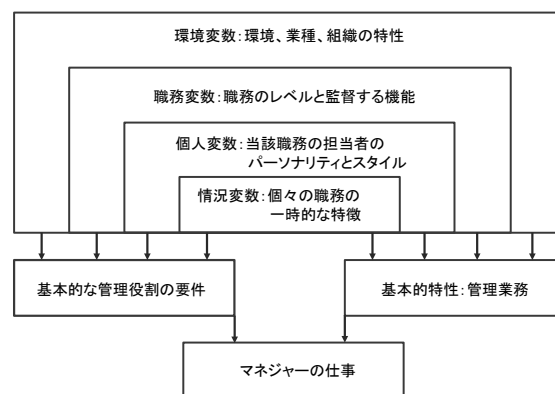 環境変数：環境、業種、組織の特性
職務変数：職務のレベルと監督する機能
個人変数：当該職務の担当者の
パーソナリティとスタイル
情況変数：個々の職務の
一時的な特徴
基本的な管理役割の要件
基本的特性：管理業務
マネジャーの仕事